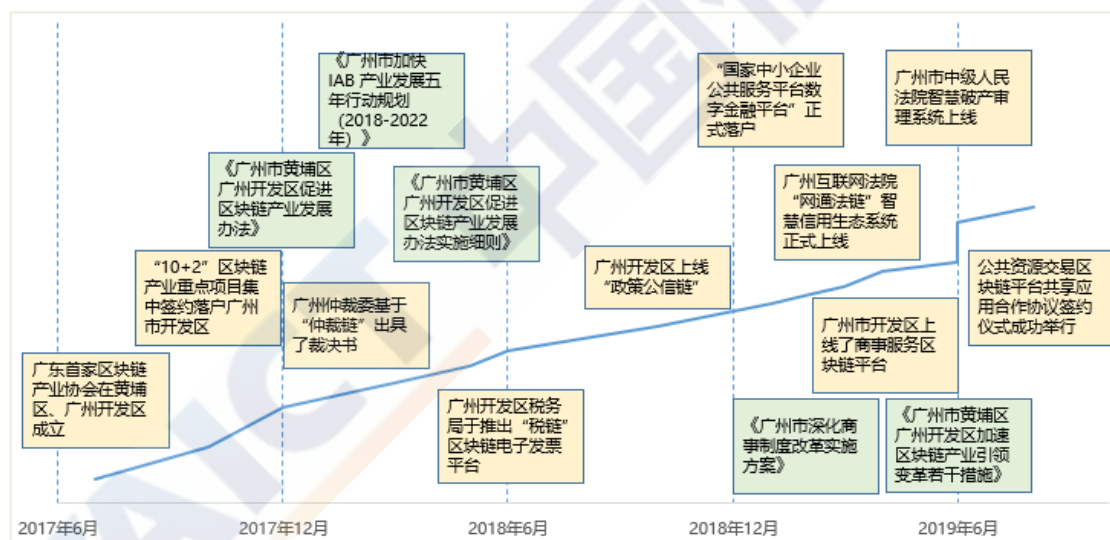 《广州市加快
IAB 产业发展五
年行动规划
（2018-2022
年）》
“国家中小企业
公共服务平台数
字金融平台”正
式落户
广州市中级人民
法院智慧破产审
理系统上线
《广州市黄埔区
广州开发区促进
区块链产业发展
办法》
《广州市黄埔区
广州开发区促进
区块链产业发展
办法实施细则》
广州互联网法院
“网通法链”智
慧信用生态系统
正式上线
“10+2”区块链
产业重点项目集
中签约落户广州
市开发区
广州仲裁委基于
“仲裁链”出具
了裁决书
广州开发区上线
“政策公信链”
公共资源交易区
块链平台共享应
用合作协议签约
仪式成功举行
广东首家区块链
产业协会在黄埔
区、广州开发区
成立
广州市开发区上
线了商事服务区
块链平台
广州开发区税务
局于推出“税链”
区块链电子发票
平台
《广州市深化商
事制度改革实施
方案》
《广州市黄埔区
广州开发区加速
区块链产业引领
变革若干措施》
2017年6月
2017年12月
2018年6月
2018年12月
2019年6月